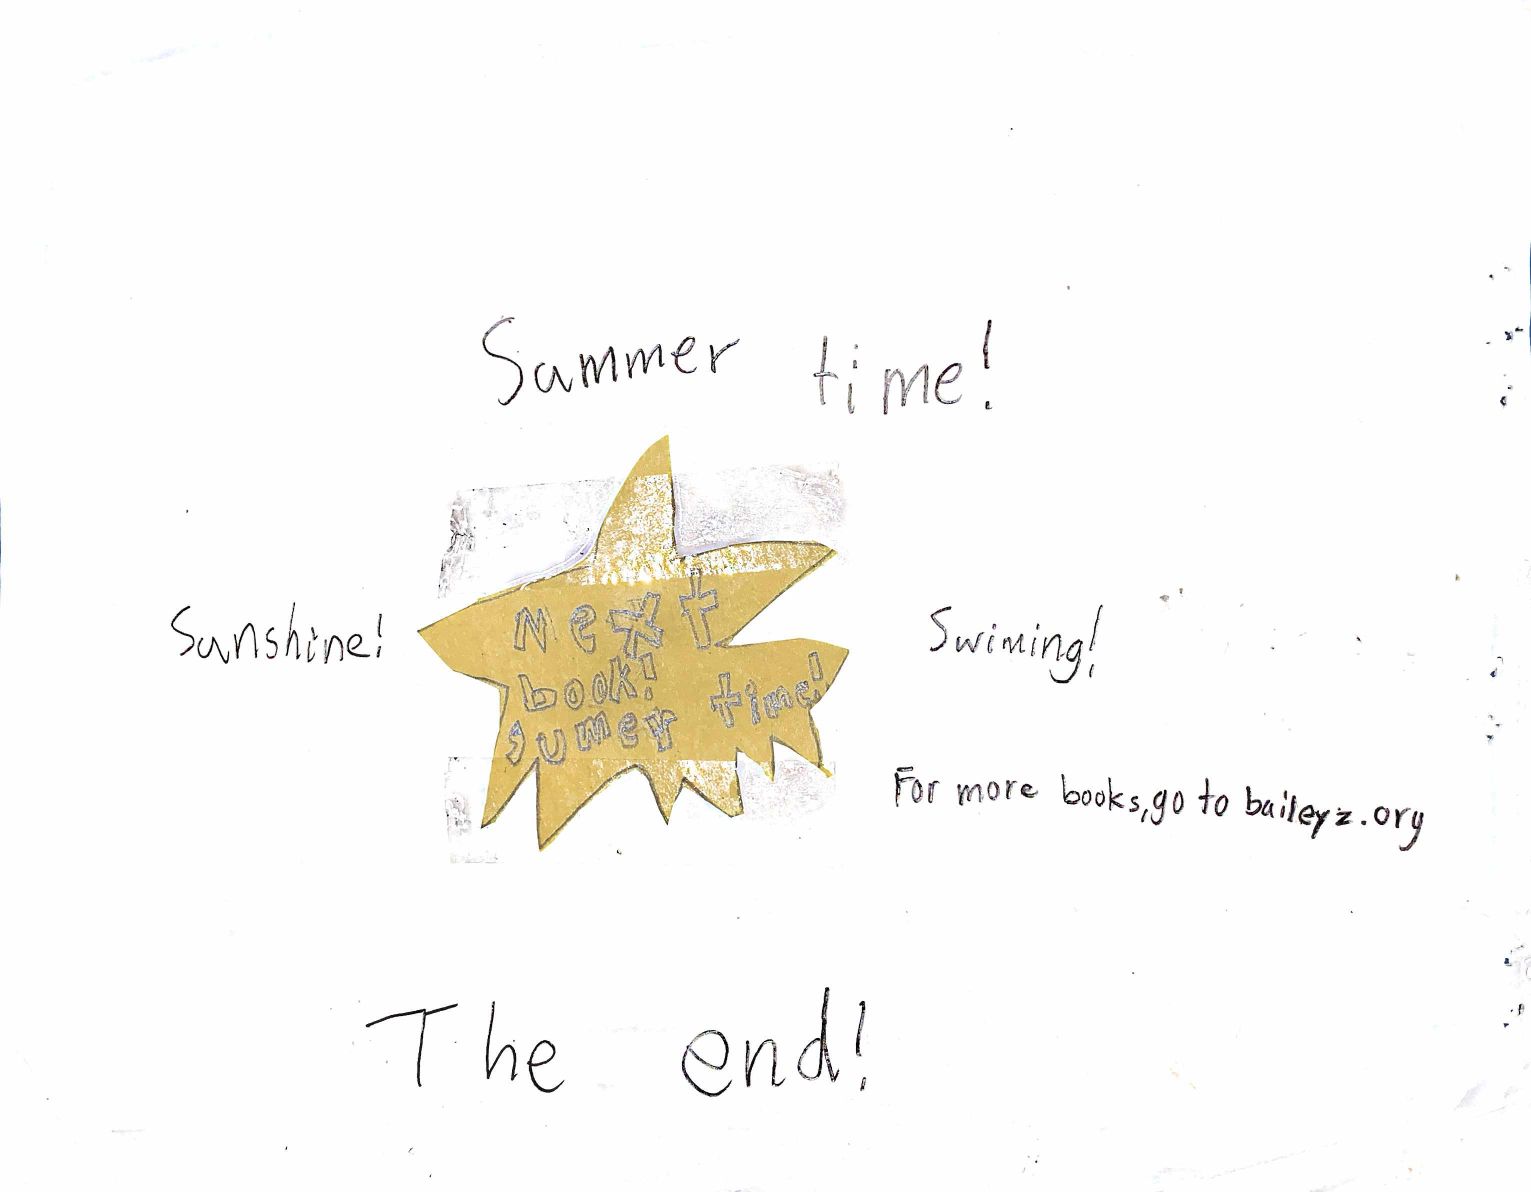 Summer time!
Sunshine!
Next
book!
sumer time!
Swiming!
For more books, go to baileyz.org
The end!